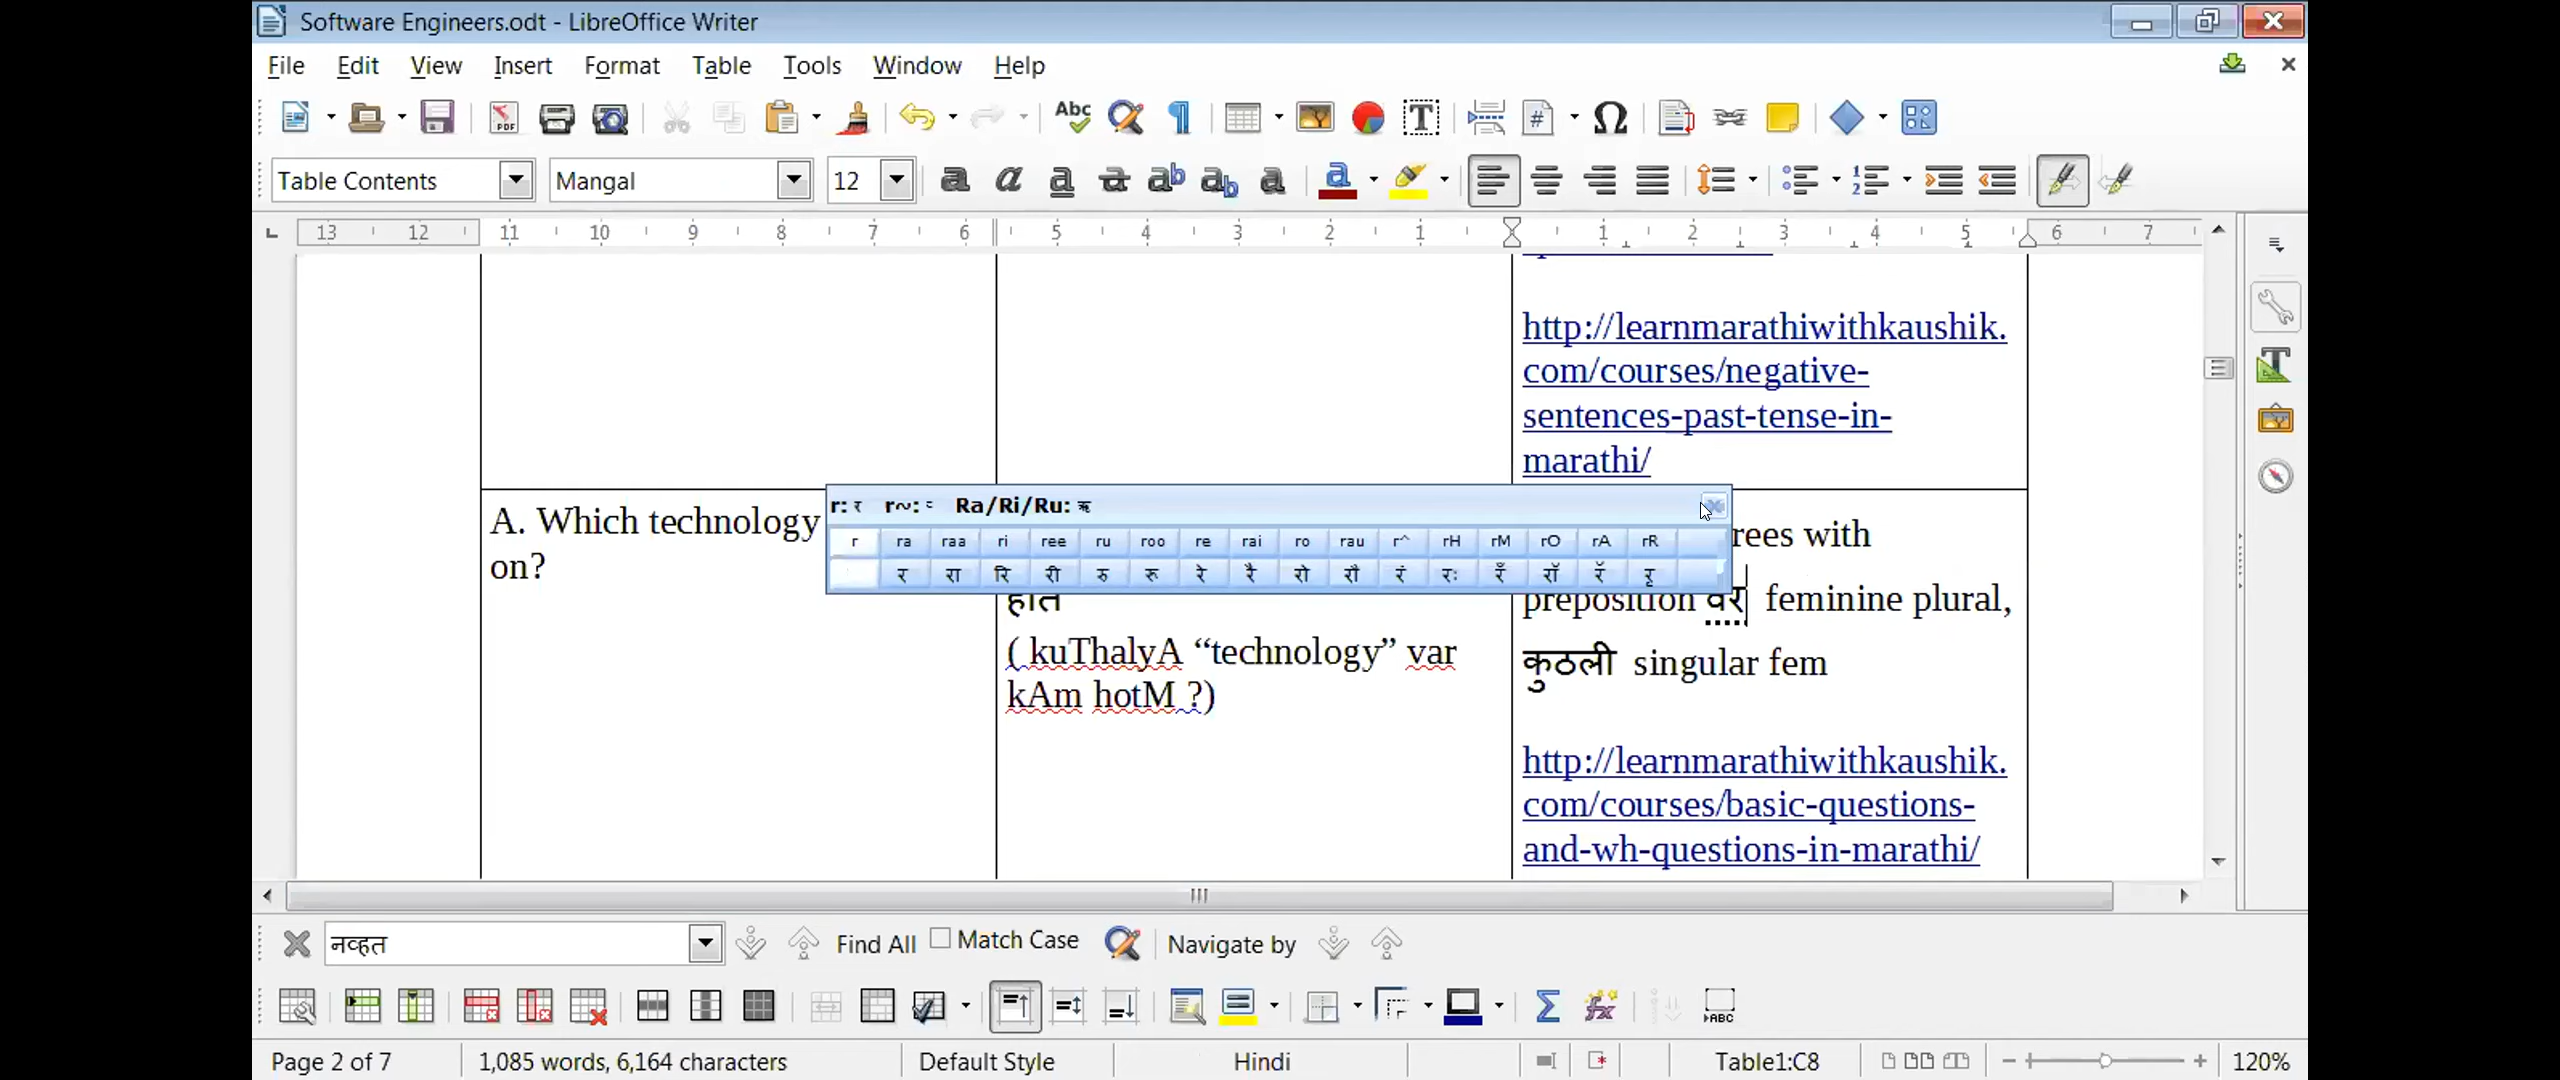 Software Engineers.odt - LibreOffice Writer
File Edit View Insert Format Table Tools Window Help
Table Contents Mangal 12
13 12 11 10 9 8 7 6 5 4 3 2 1 1 2 3 4 5 6 7
http://learnmarathiwithkaushik.
com/courses/negative-
sentences-past-tense-in-
marathi/
A. Which technology
on?
r: र r~: Ra/Ri/Ru: ऋ
r ra raa ri ree ru roo re rai ro rau r^ rH rM rO rA rR
र रा रि री रु रू रे रै रो रौ रं रः रँ रॉ रॅ रृ
( kuThalyA “technology” var
kAm hotM ?)
rees with
preposition वर feminine plural,
कुठली singular fem
http://learnmarathiwithkaushik.
com/courses/basic-questions-
and-wh-questions-in-marathi/
नव्हत Find All Match Case Navigate by
Page 2 of 7 1,085 words, 6,164 characters Default Style Hindi Table1:C8 120%